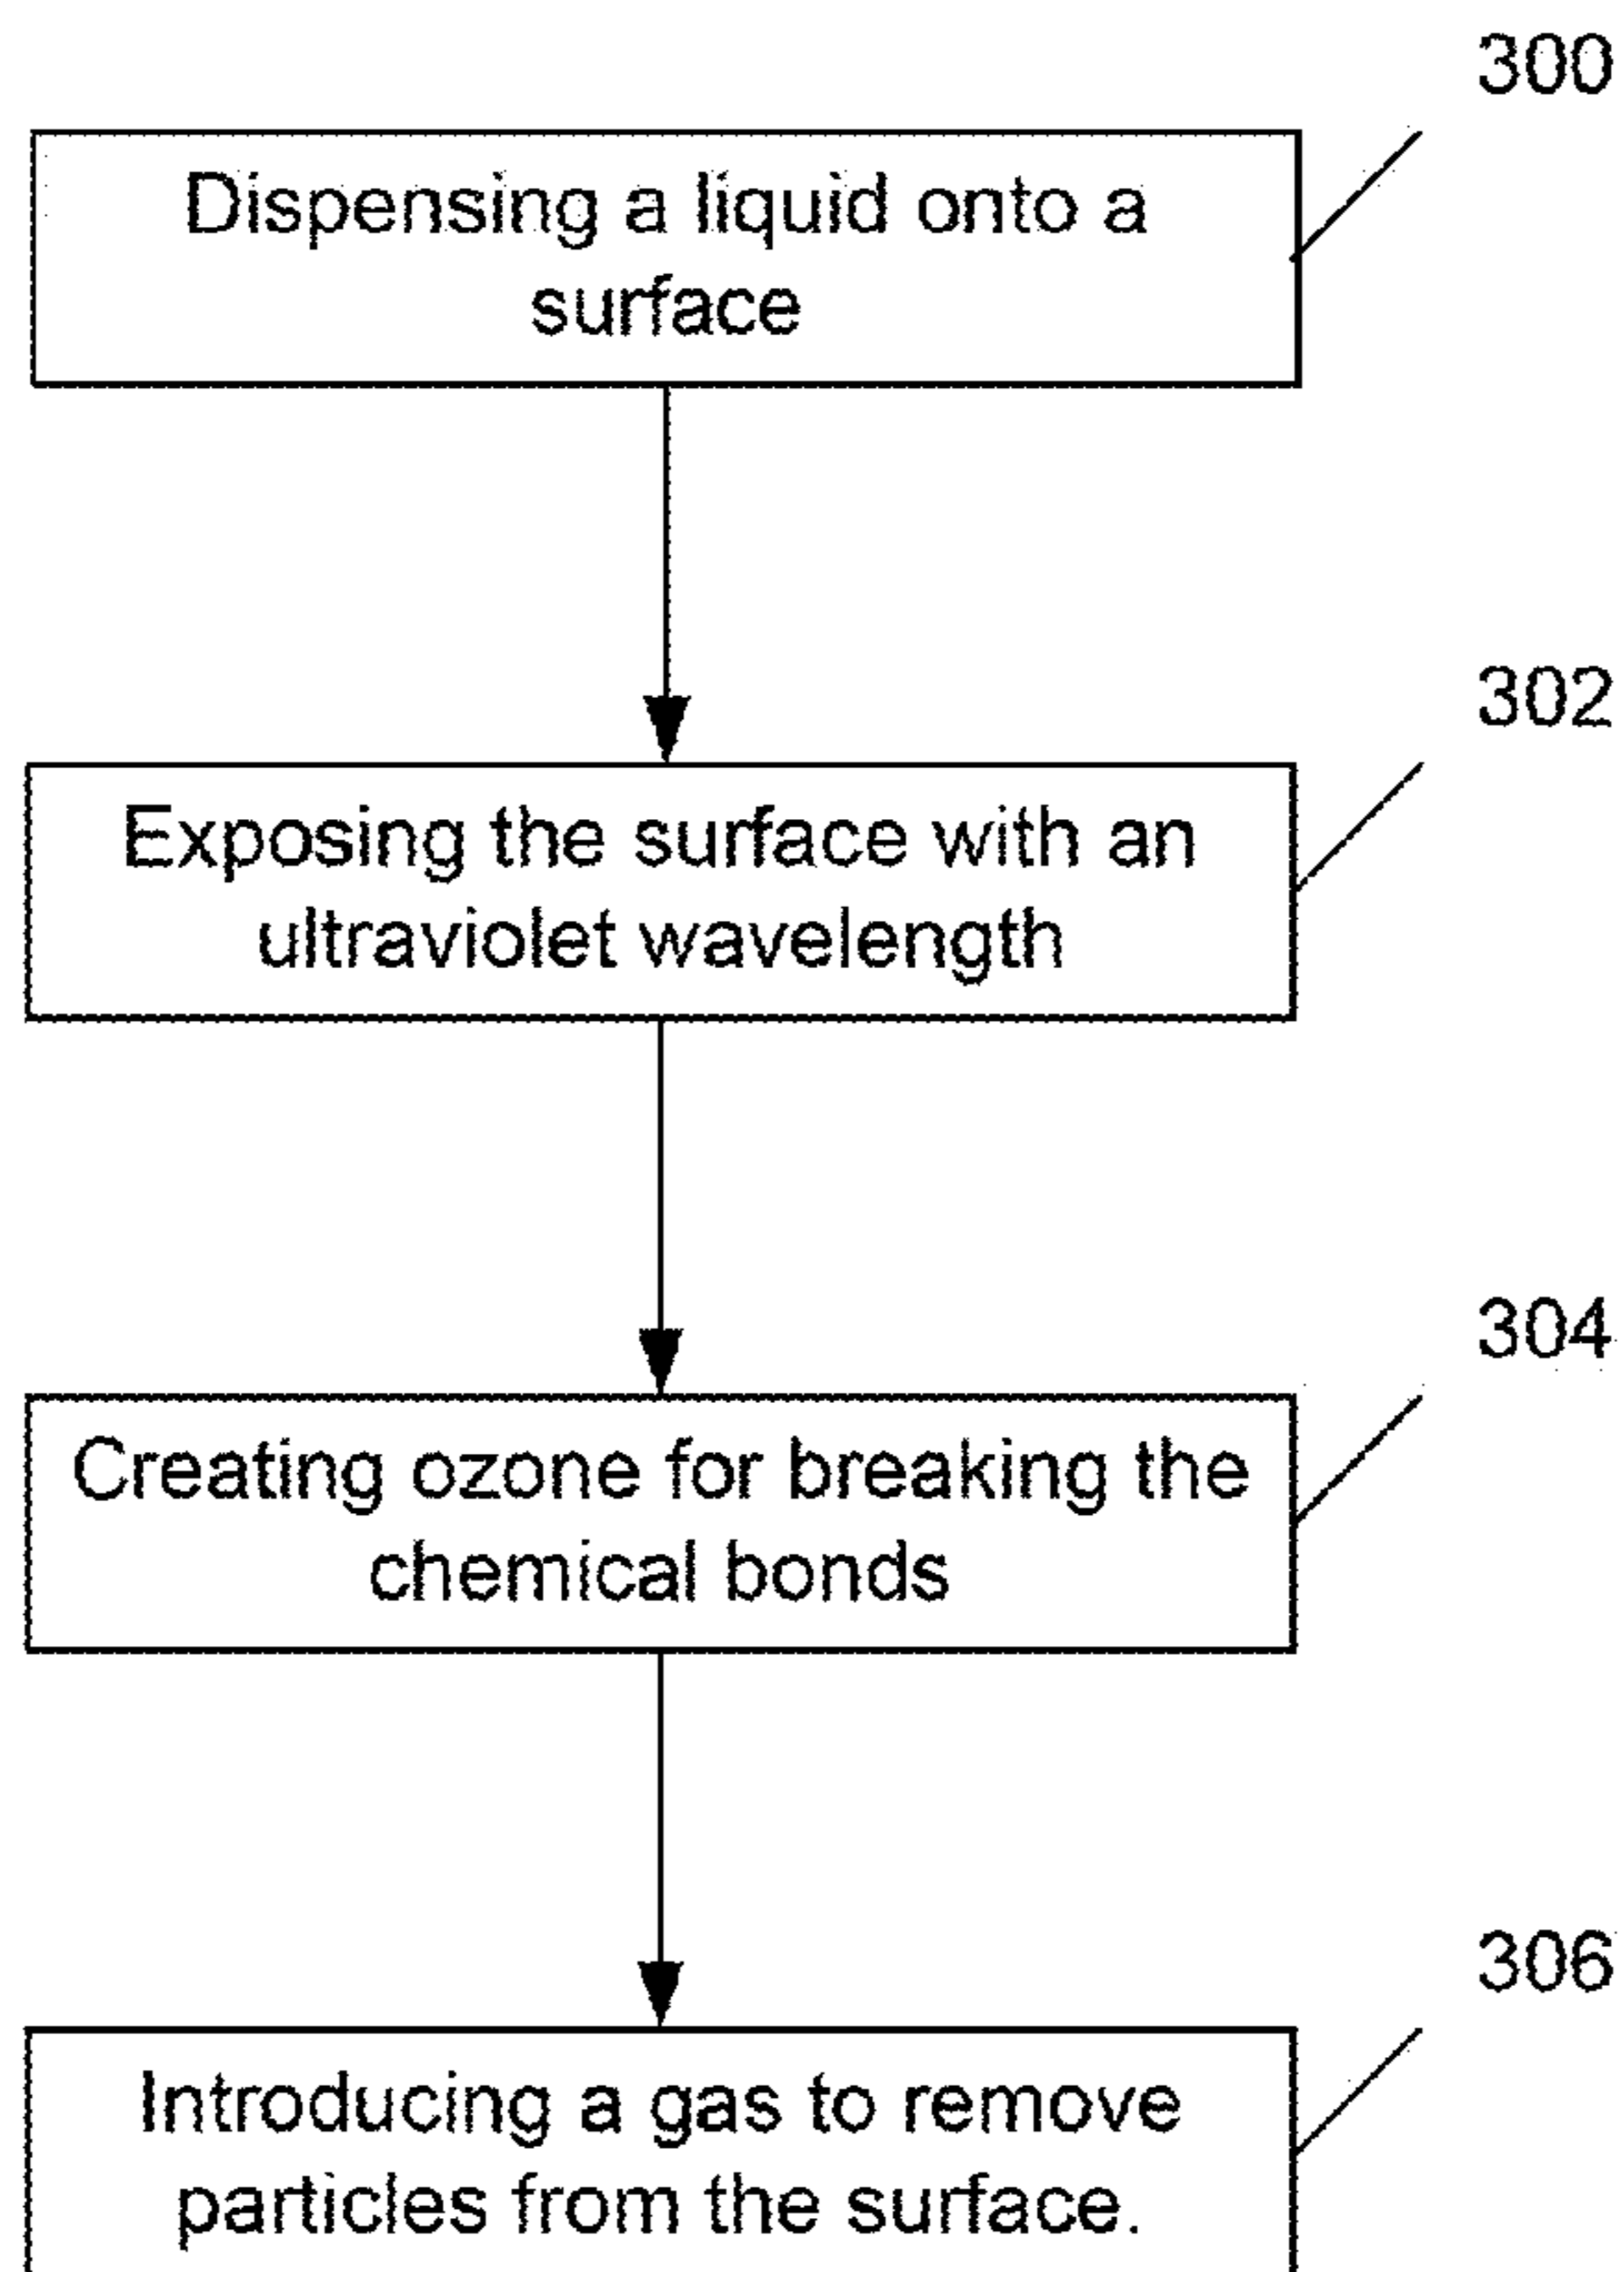 300
Dispensing a liquid onto a
surface
302
Exposing the surface with an
ultraviolet wavelength
304
Creating ozone for breaking the
chemical bonds
306
Introducing a gas to remove
particles from the surface.